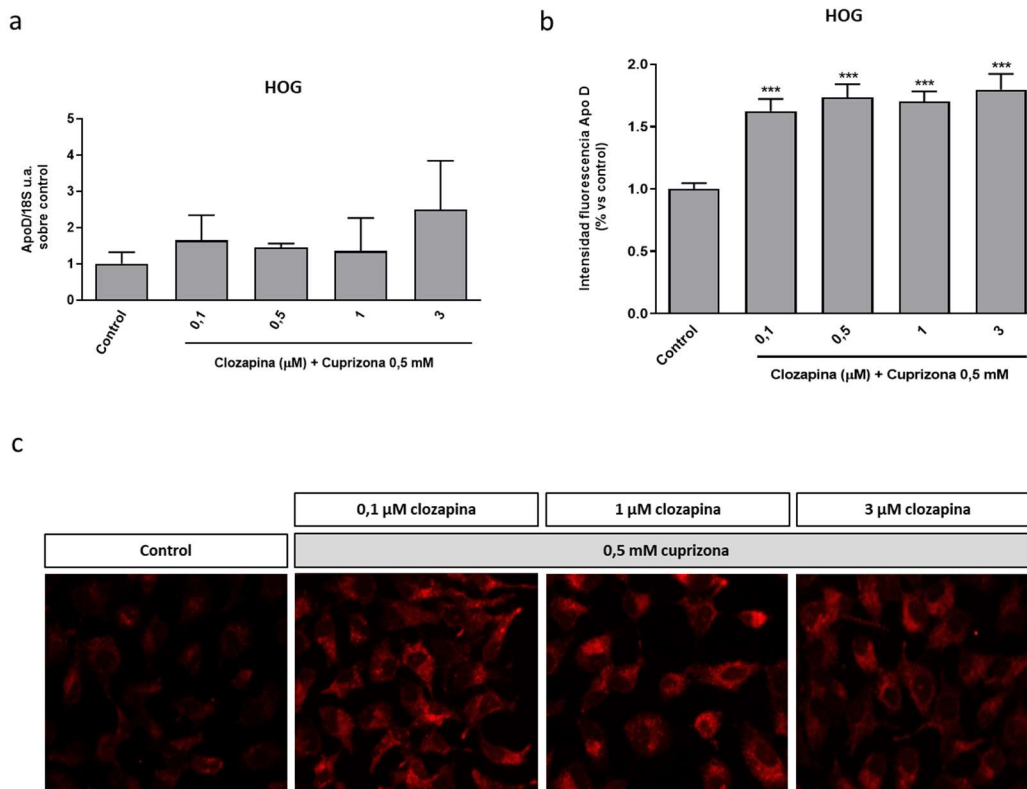 a
HOG
ApoD/18S u.a.
sobre control
5
4
3
2
1
0
Control
0,1
0,5
1
3
Clozapina (µM) + Cuprizona 0,5 mM
b
HOG
Intensidad fluorescencia Apo D
(% vs control)
2.0
1.5
1.0
0.5
0.0
***
***
***
***
Control
0,1
0,5
1
3
Clozapina (µM) + Cuprizona 0,5 mM
c
0,1 µM clozapina
1 µM clozapina
3 µM clozapina
Control
0,5 mM cuprizona